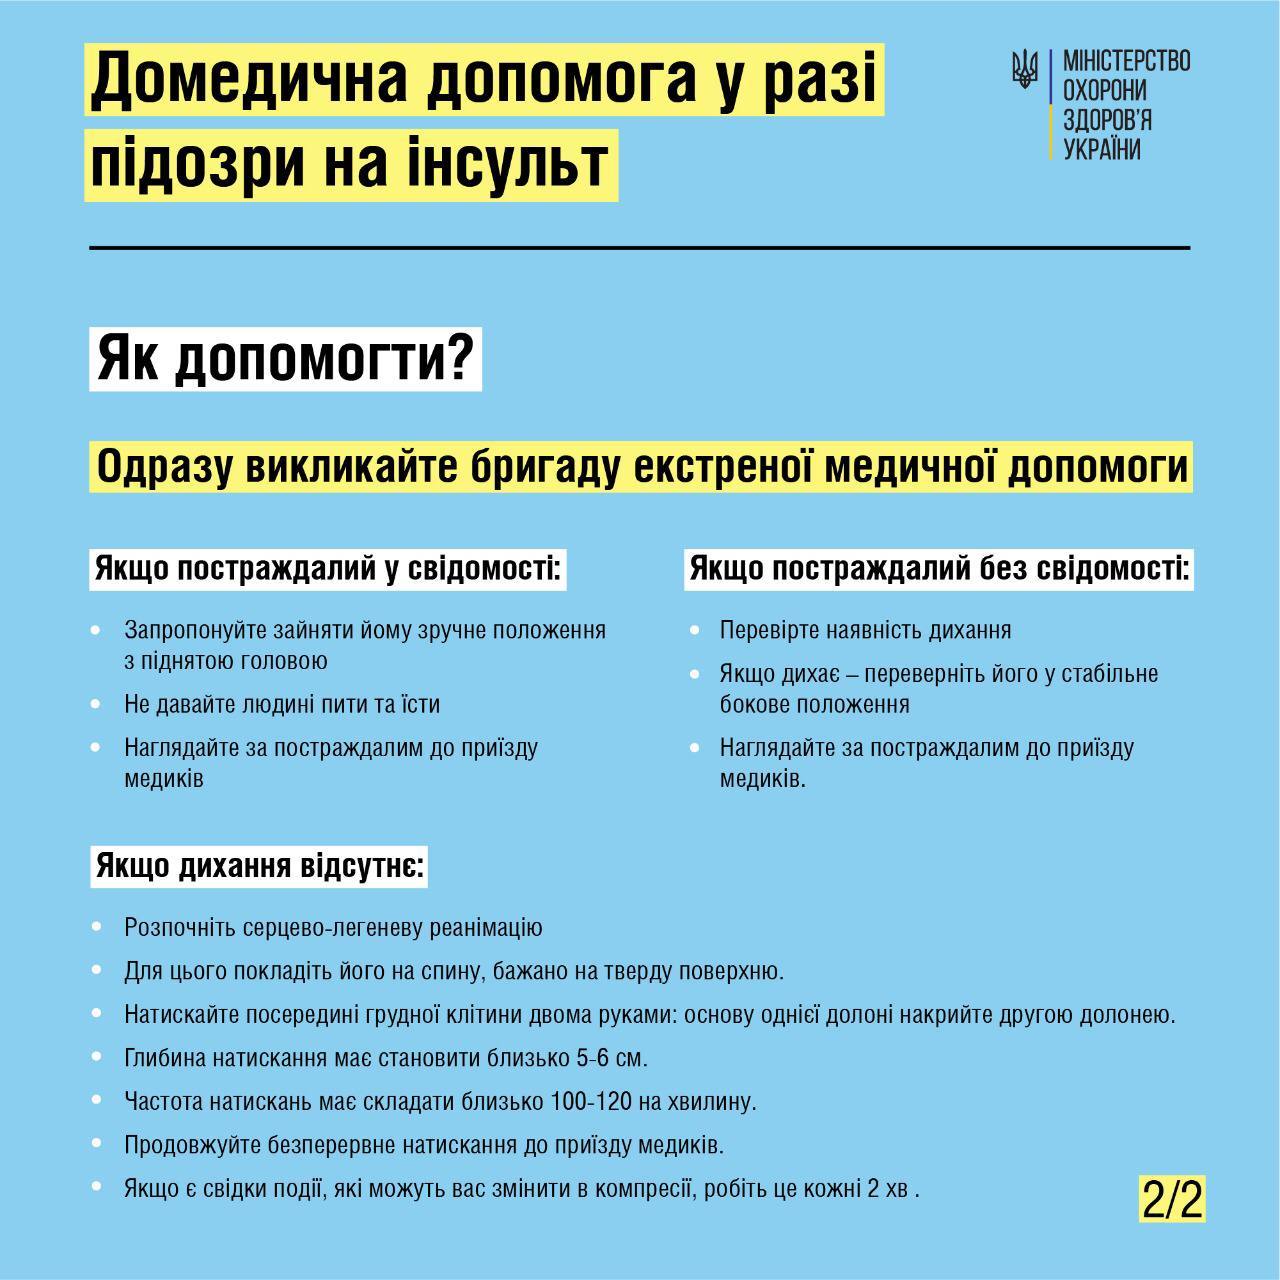 Домедична допомога у разі
підозри на інсульт
МІНІСТЕРСТВО
ОХОРОНИ
ЗДОРОВ'Я
УКРАЇНИ
Як допомогти?
Одразу викликайте бригаду екстреної медичної допомоги
Якщо постраждалий у свідомості:
• Запропонуйте зайняти йому зручне положення
з піднятою головою
• Не давайте людині пити та їсти
• Наглядайте за постраждалим до приїзду
медиків
Якщо постраждалий без свідомості:
• Перевірте наявність дихання
• Якщо дихає – переверніть його у стабільне
бокове положення
• Наглядайте за постраждалим до приїзду
медиків.
Якщо дихання відсутнє:
• Розпочніть серцево-легеневу реанімацію
• Для цього покладіть його на спину, бажано на тверду поверхню.
• Натискайте посередині грудної клітини двома руками: основу однієї долоні накрийте другою долонею.
• Глибина натискання має становити близько 5-6 см.
• Частота натискань має складати близько 100-120 на хвилину.
• Продовжуйте безперервне натискання до приїзду медиків.
• Якщо є свідки події, які можуть вас змінити в компресії, робіть це кожні 2 хв .
2/2